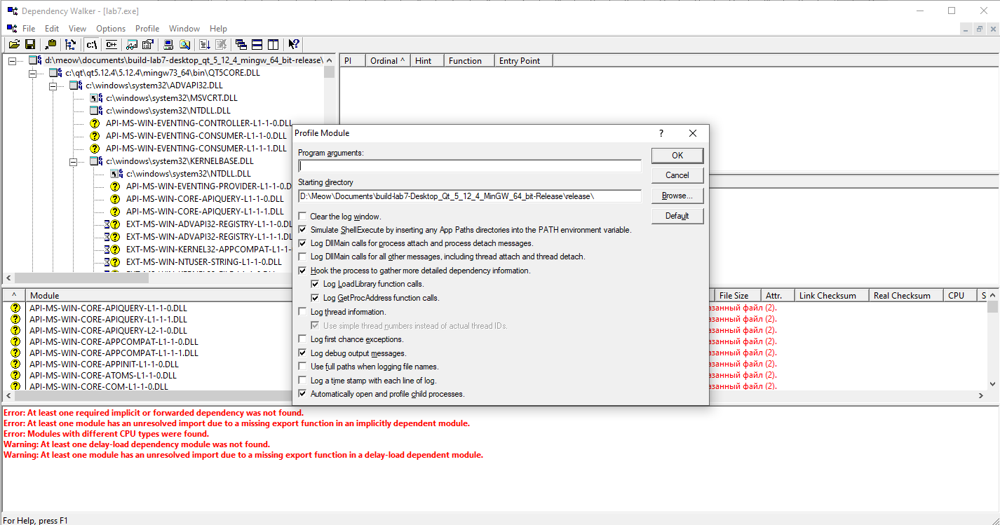 Dependency Walker - [lab7.exe]
File Edit View Options Profile Window Help
c:\ C++
d:\meow\documents\build-lab7-desktop_qt_5_12_4_mingw_64_bit-release\
c:\qt\qt5.12.4\5.12.4\mingw73_64\bin\QT5CORE.DLL
c:\windows\system32\ADVAPI32.DLL
c:\windows\system32\MSVCRT.DLL
c:\windows\system32\NTDLL.DLL
API-MS-WIN-EVENTING-CONTROLLER-L1-1-0.DLL
API-MS-WIN-EVENTING-CONSUMER-L1-1-0.DLL
API-MS-WIN-EVENTING-CONSUMER-L1-1-1.DLL
c:\windows\system32\KERNELBASE.DLL
c:\windows\system32\NTDLL.DLL
API-MS-WIN-EVENTING-PROVIDER-L1-1-0.D
API-MS-WIN-CORE-APIQUERY-L1-1-0.DLL
API-MS-WIN-CORE-APIQUERY-L1-1-1.DLL
EXT-MS-WIN-ADVAPI32-REGISTRY-L1-1-0.DL
EXT-MS-WIN-ADVAPI32-REGISTRY-L1-1-1.DL
EXT-MS-WIN-KERNEL32-APPCOMPAT-L1-1-
EXT-MS-WIN-NTUSER-STRING-L1-1-0.DLL
PI Ordinal ^ Hint Function Entry Point
Profile Module
Program arguments:
Starting directory
D:\Meow\Documents\build-lab7-Desktop_Qt_5_12_4_MinGW_64_bit-Release\release\
OK
Cancel
Browse...
Default
Clear the log window.
Simulate ShellExecute by inserting any App Paths directories into the PATH environment variable.
Log DllMain calls for process attach and process detach messages.
Log DllMain calls for all other messages, including thread attach and thread detach.
Hook the process to gather more detailed dependency information.
Log LoadLibrary function calls.
Log GetProcAddress function calls.
Log thread information.
Use simple thread numbers instead of actual thread IDs.
Log first chance exceptions.
Log debug output messages.
Use full paths when logging file names.
Log a time stamp with each line of log.
Automatically open and profile child processes.
^ Module File Size Attr. Link Checksum Real Checksum CPU S
API-MS-WIN-CORE-APIQUERY-L1-1-0.DLL азанный файл (2).
API-MS-WIN-CORE-APIQUERY-L1-1-1.DLL азанный файл (2).
API-MS-WIN-CORE-APIQUERY-L2-1-0.DLL азанный файл (2).
API-MS-WIN-CORE-APPCOMPAT-L1-1-0.DLL азанный файл (2).
API-MS-WIN-CORE-APPCOMPAT-L1-1-1.DLL азанный файл (2).
API-MS-WIN-CORE-APPINIT-L1-1-0.DLL азанный файл (2).
API-MS-WIN-CORE-ATOMS-L1-1-0.DLL азанный файл (2).
API-MS-WIN-CORE-COM-L1-1-0.DLL азанный файл (2).
Error: At least one required implicit or forwarded dependency was not found.
Error: At least one module has an unresolved import due to a missing export function in an implicitly dependent module.
Error: Modules with different CPU types were found.
Warning: At least one delay-load dependency module was not found.
Warning: At least one module has an unresolved import due to a missing export function in a delay-load dependent module.
For Help, press F1